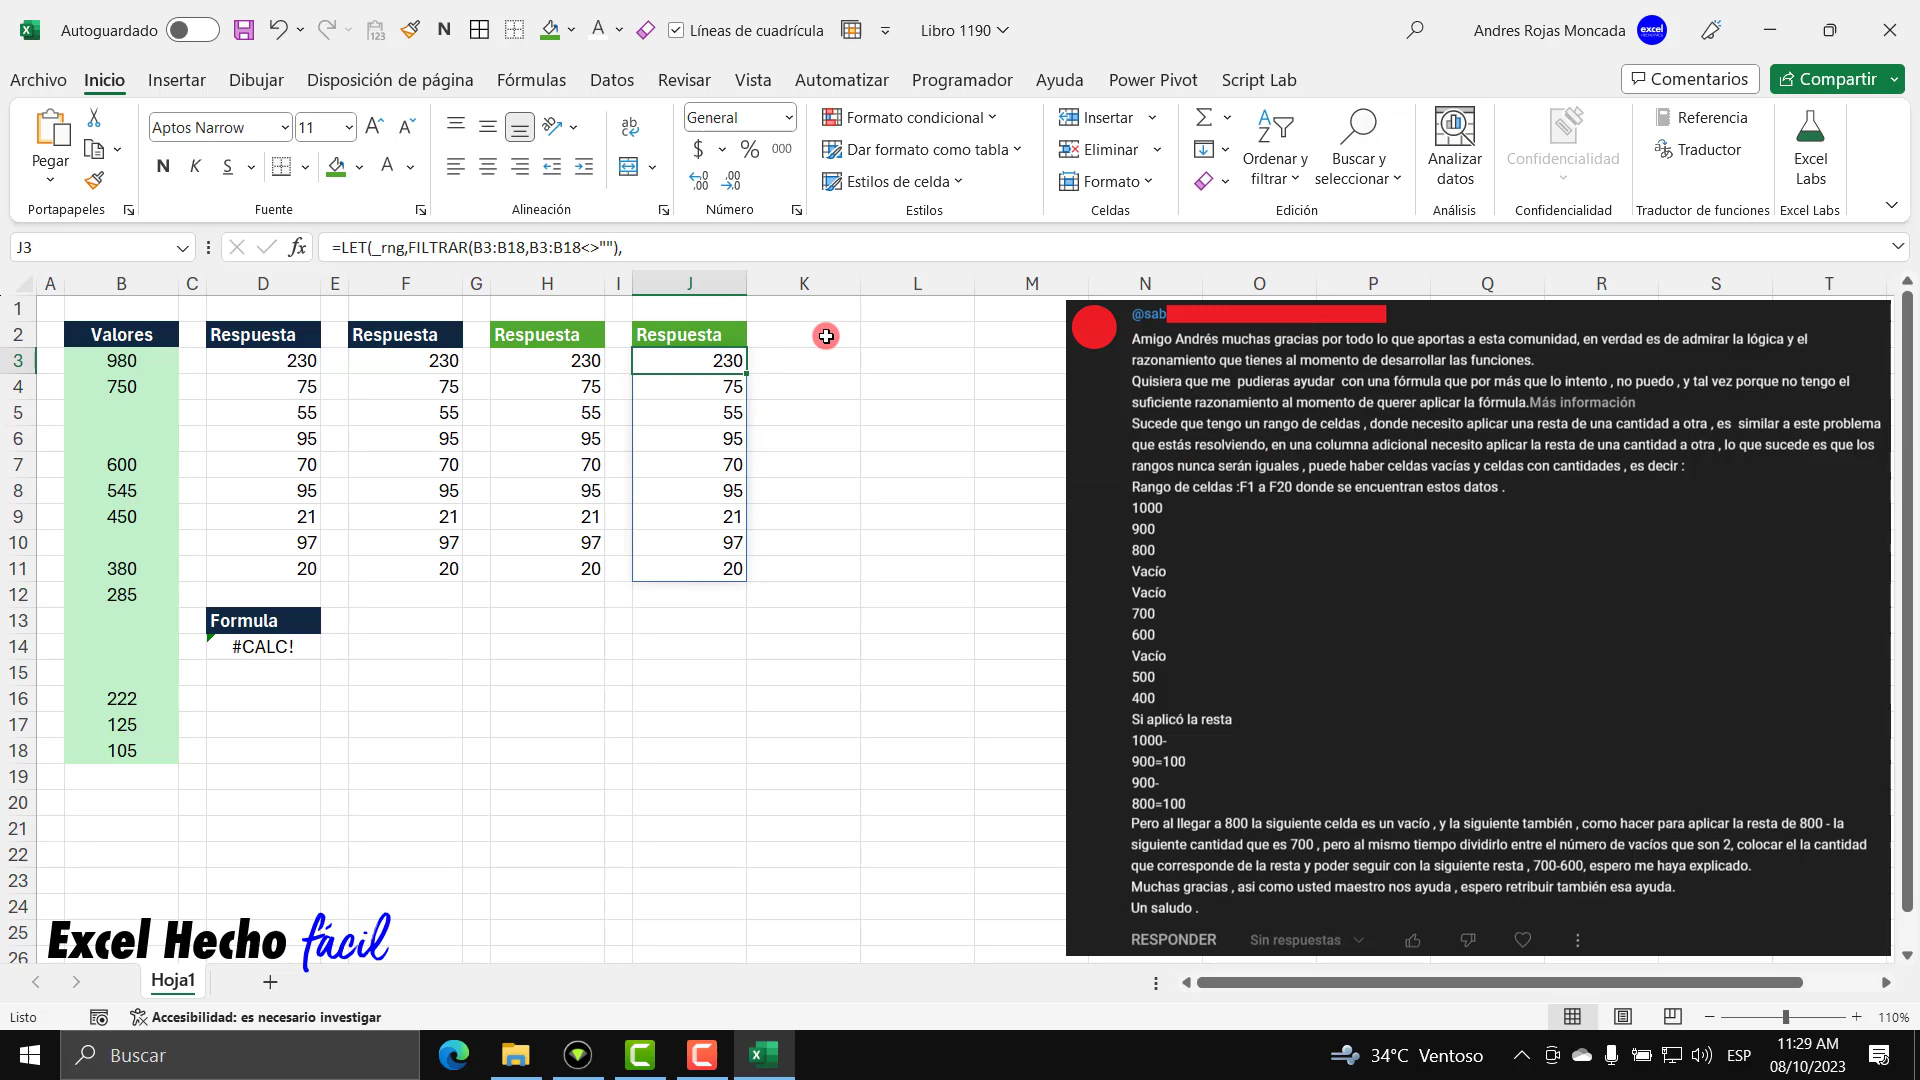 Autoguardado
123
N
A
Líneas de cuadrícula
Libro 1190
Andres Rojas Moncada
excel
Archivo
Inicio
Insertar
Dibujar
Disposición de página
Fórmulas
Datos
Revisar
Vista
Automatizar
Programador
Ayuda
Power Pivot
Script Lab
Comentarios
Compartir
Pegar
Portapapeles
Aptos Narrow
11
N K S
Fuente
ab
Alineación
General
$ % 000
Número
Formato condicional
Dar formato como tabla
Estilos de celda
Estilos
Insertar
Eliminar
Formato
Celdas
Ordenar y
filtrar
Buscar y
seleccionar
Edición
Analizar
datos
Análisis
Confidencialidad
Confidencialidad
Referencia
Traductor
Traductor de funciones
Excel
Labs
Excel Labs
J3
fx
=LET(_rng,FILTRAR(B3:B18,B3:B18<>""),
A B C D E F G H I J K L M N O P Q R S T
1
2 Valores Respuesta Respuesta Respuesta Respuesta
3 980 230 230 230 230
4 750 75 75 75 75
5 55 55 55 55
6 95 95 95 95
7 600 70 70 70 70
8 545 95 95 95 95
9 450 21 21 21 21
10 97 97 97 97
11 380 20 20 20 20
12 285
13 Formula
14 #CALC!
15
16 222
17 125
18 105
19
20
21
22
23
24
25
26
@sab
Amigo Andrés muchas gracias por todo lo que aportas a esta comunidad, en verdad es de admirar la lógica y el
razonamiento que tienes al momento de desarrollar las funciones.
Quisiera que me pudieras ayudar con una fórmula que por más que lo intento , no puedo , y tal vez porque no tengo el
suficiente razonamiento al momento de querer aplicar la fórmula.Más información
Sucede que tengo un rango de celdas , donde necesito aplicar una resta de una cantidad a otra , es similar a este problema
que estás resolviendo, en una columna adicional necesito aplicar la resta de una cantidad a otra , lo que sucede es que los
rangos nunca serán iguales , puede haber celdas vacías y celdas con cantidades , es decir :
Rango de celdas :F1 a F20 donde se encuentran estos datos .
1000
900
800
Vacío
Vacío
700
600
Vacío
500
400
Si aplicó la resta
1000-
900=100
900-
800=100
Pero al llegar a 800 la siguiente celda es un vacío , y la siguiente también , como hacer para aplicar la resta de 800 - la
siguiente cantidad que es 700 , pero al mismo tiempo dividirlo entre el número de vacíos que son 2, colocar el la cantidad
que corresponde de la resta y poder seguir con la siguiente resta , 700-600, espero me haya explicado.
Muchas gracias , asi como usted maestro nos ayuda , espero retribuir también esa ayuda.
Un saludo .
RESPONDER
Sin respuestas
Excel Hecho fácil
Hoja1
Listo
Accesibilidad: es necesario investigar
110%
Buscar
34°C Ventoso
ESP
11:29 AM
08/10/2023